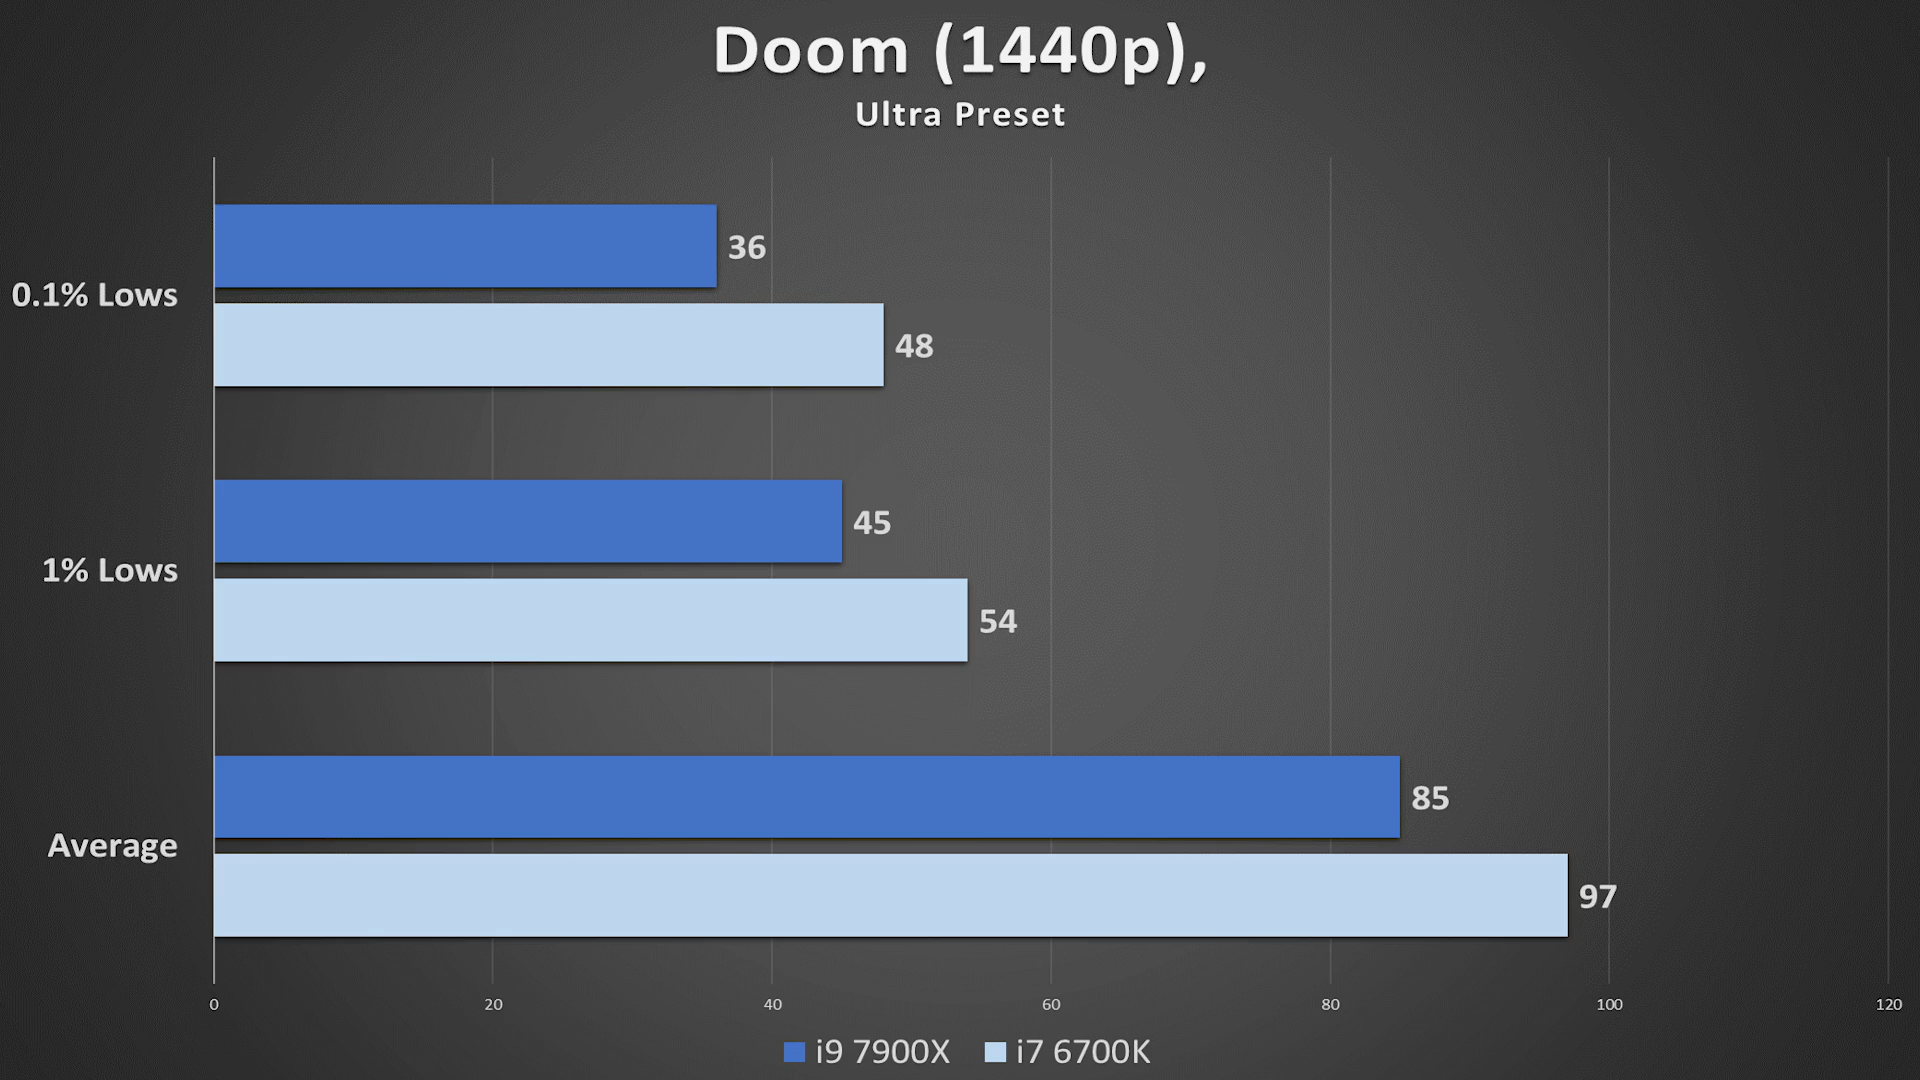 Doom (1440p),
Ultra Preset
0.1% Lows
36
48
1% Lows
45
54
Average
85
97
0 20 40 60 80 100 120
i9 7900X i7 6700K